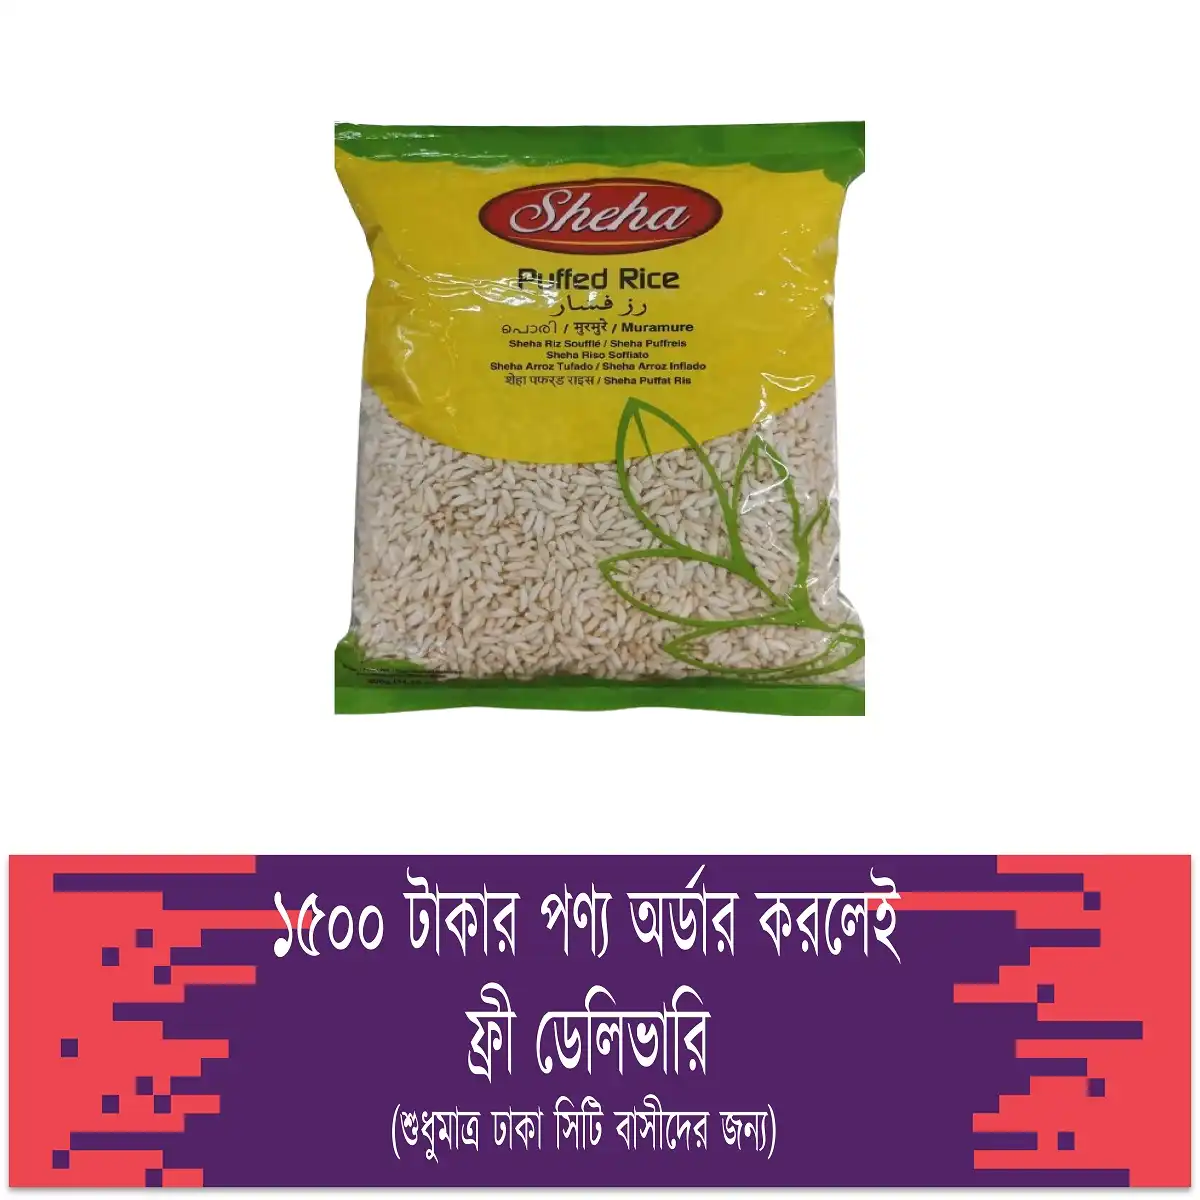 Sheha
Puffed Rice
رز فسار
പൊരി / मुरमुरे / Muramure
Sheha Riz Soufflé / Sheha Puffreis
Sheha Riso Soffiato
Sheha Arroz Tufado / Sheha Arroz Inflado
शेहा पफर्ड राइस / Sheha Puffat Ris
১৫০০ টাকার পণ্য অর্ডার করলেই
ফ্রী ডেলিভারি
(শুধুমাত্র ঢাকা সিটি বাসীদের জন্য)